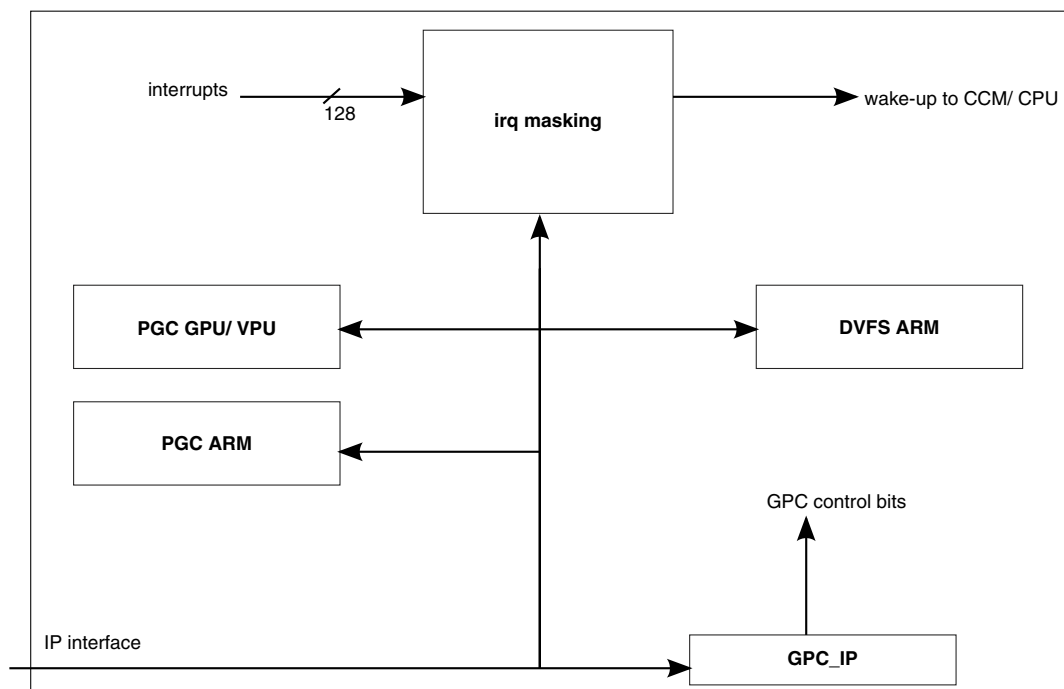 interrupts
128
irq masking
wake-up to CCM/ CPU
PGC GPU/ VPU
DVFS ARM
PGC ARM
GPC control bits
IP interface
GPC_IP